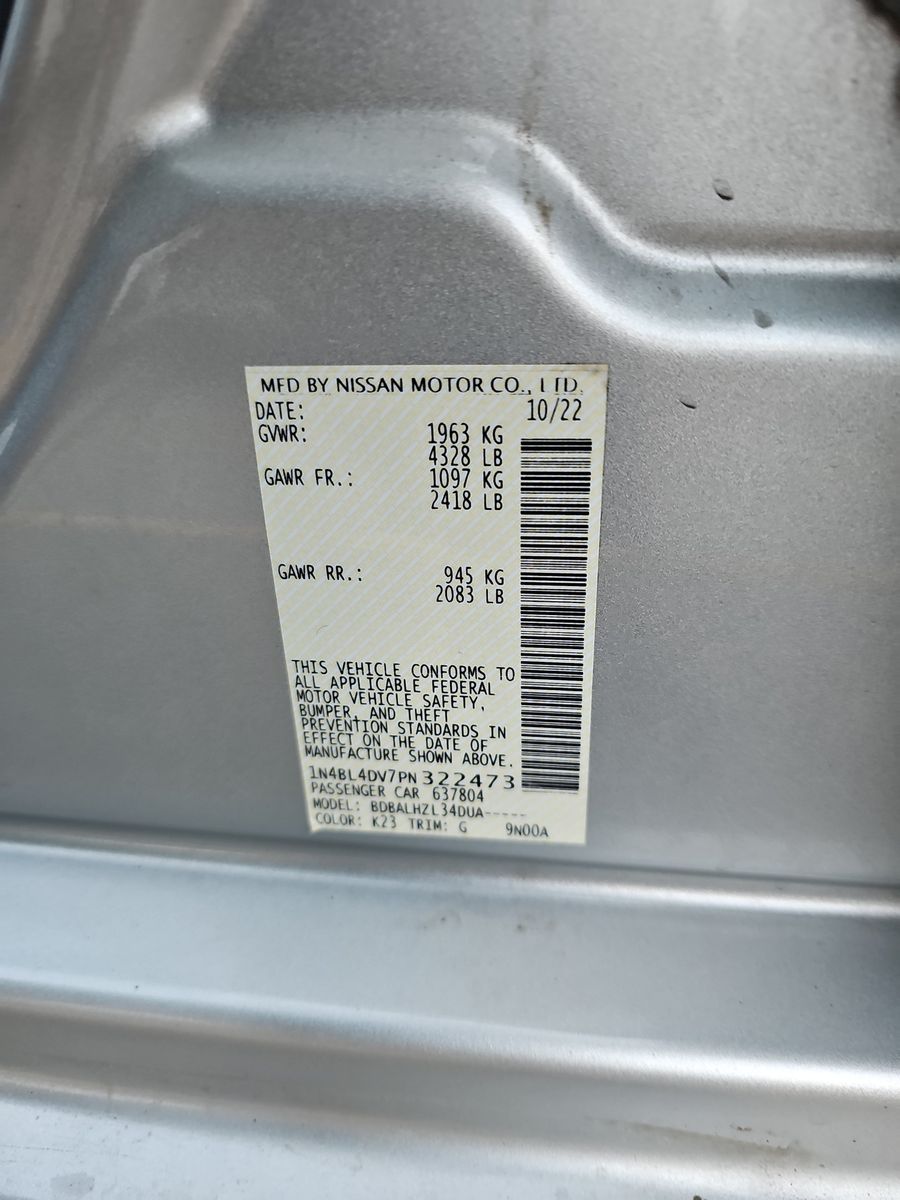 MFD BY NISSAN MOTOR CO., LTD.
DATE: 10/22
GVWR: 1963 KG
4328 LB
GAWR FR.: 1097 KG
2418 LB
GAWR RR.: 945 KG
2083 LB
THIS VEHICLE CONFORMS TO
ALL APPLICABLE FEDERAL
MOTOR VEHICLE SAFETY,
BUMPER, AND THEFT
PREVENTION STANDARDS IN
EFFECT ON THE DATE OF
MANUFACTURE SHOWN ABOVE.
1N4BL4DV7PN322473
PASSENGER CAR 637804
MODEL: BDBALHZL34DUA-----
COLOR: K23 TRIM: G 9N00A